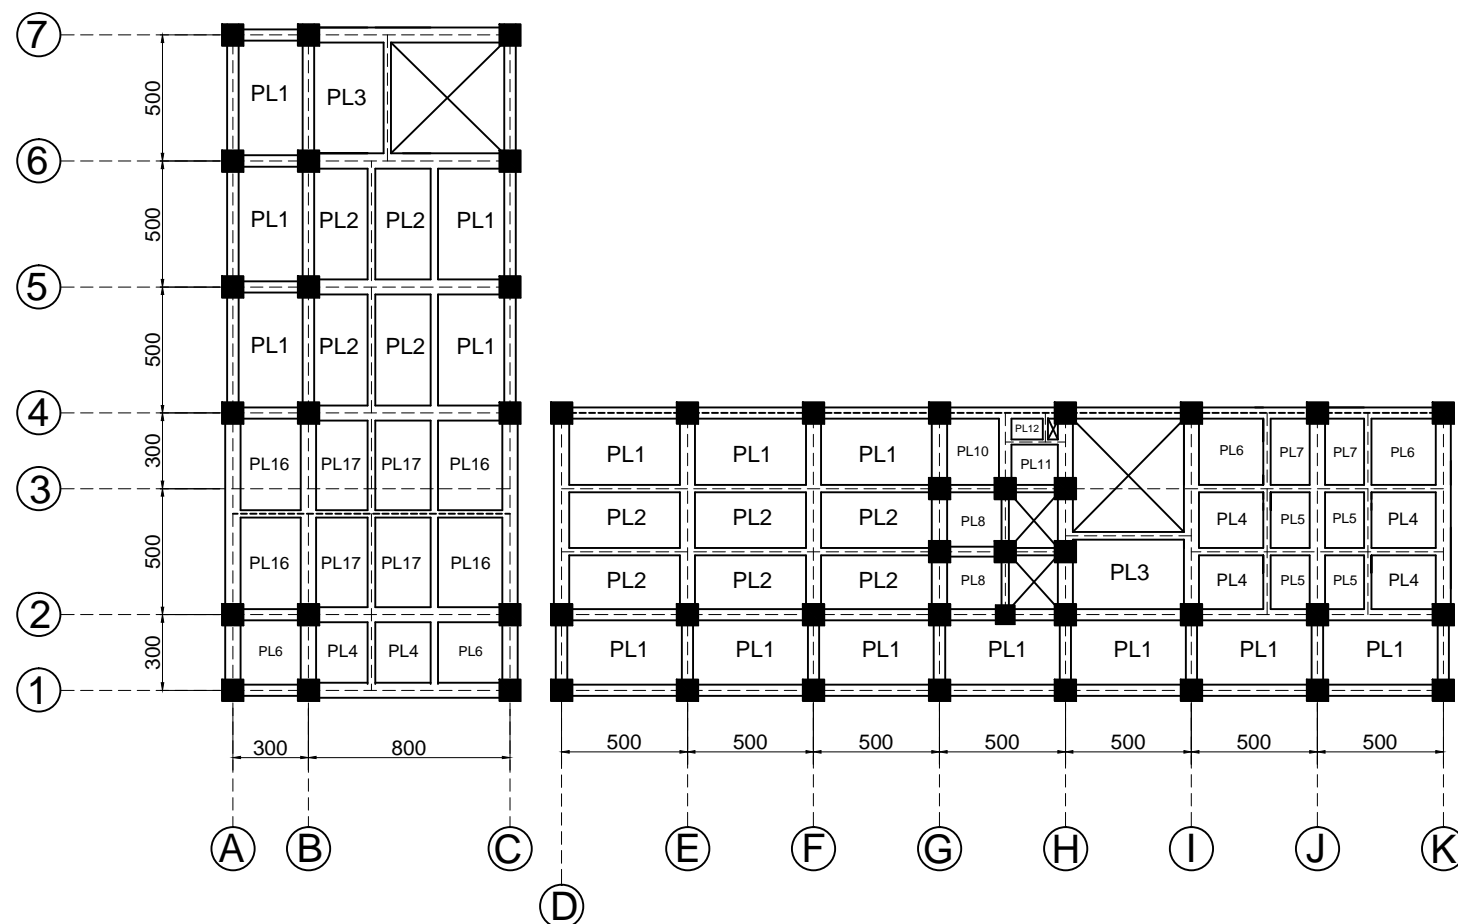 7
500
PL1 PL3
6
500
PL1 PL2 PL2 PL1
5
500
PL1 PL2 PL2 PL1
4
300
PL16 PL17 PL17 PL16
3
500
PL16 PL17 PL17 PL16
2
300
PL6 PL4 PL4 PL6
1
300 800
A B C
PL12
PL1 PL1 PL1 PL10 PL11 PL6 PL7 PL7 PL6
PL2 PL2 PL2 PL8 PL4 PL5 PL5 PL4
PL2 PL2 PL2 PL8 PL3 PL4 PL5 PL5 PL4
PL1 PL1 PL1 PL1 PL1 PL1 PL1
500 500 500 500 500 500 500
D E F G H I J K